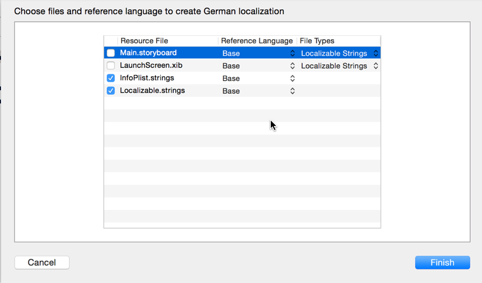 Choose files and reference language to create German localization
Resource File Reference Language File Types
Main.storyboard Base Localizable Strings
LaunchScreen.xib Base Localizable Strings
InfoPlist.strings Base
Localizable.strings Base
Cancel Finish